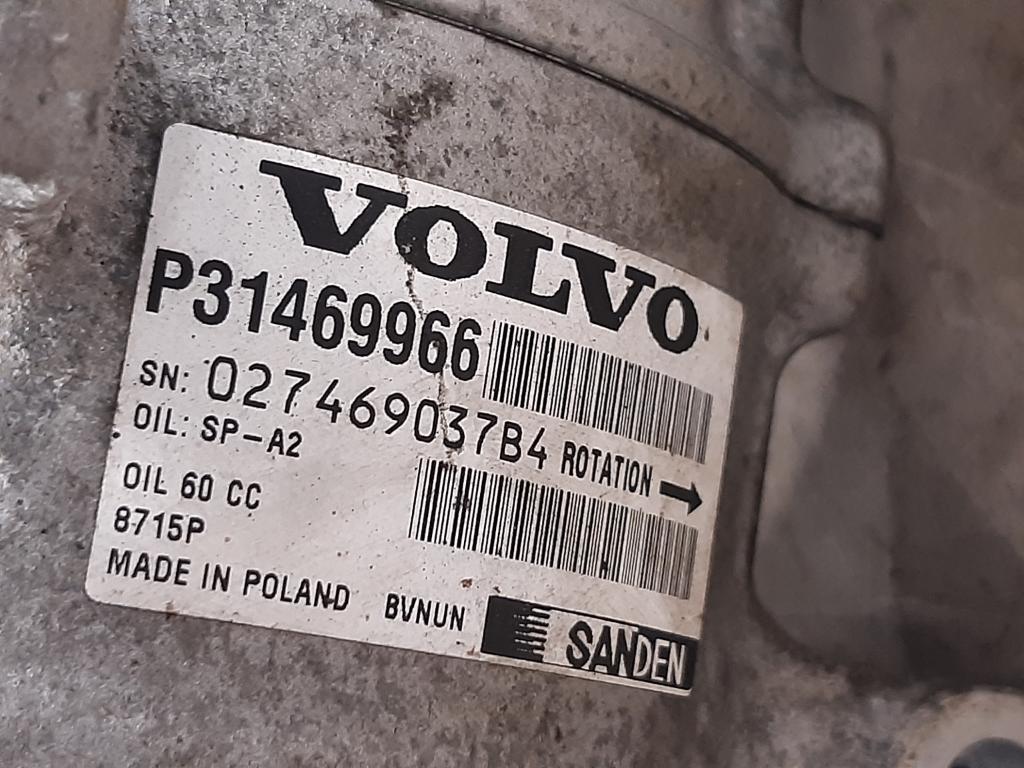 VOLVO
P31469966
SN: 027469037B4 ROTATION →
OIL: SP-A2
OIL 60 CC
8715P
MADE IN POLAND BVNUN SANDEN